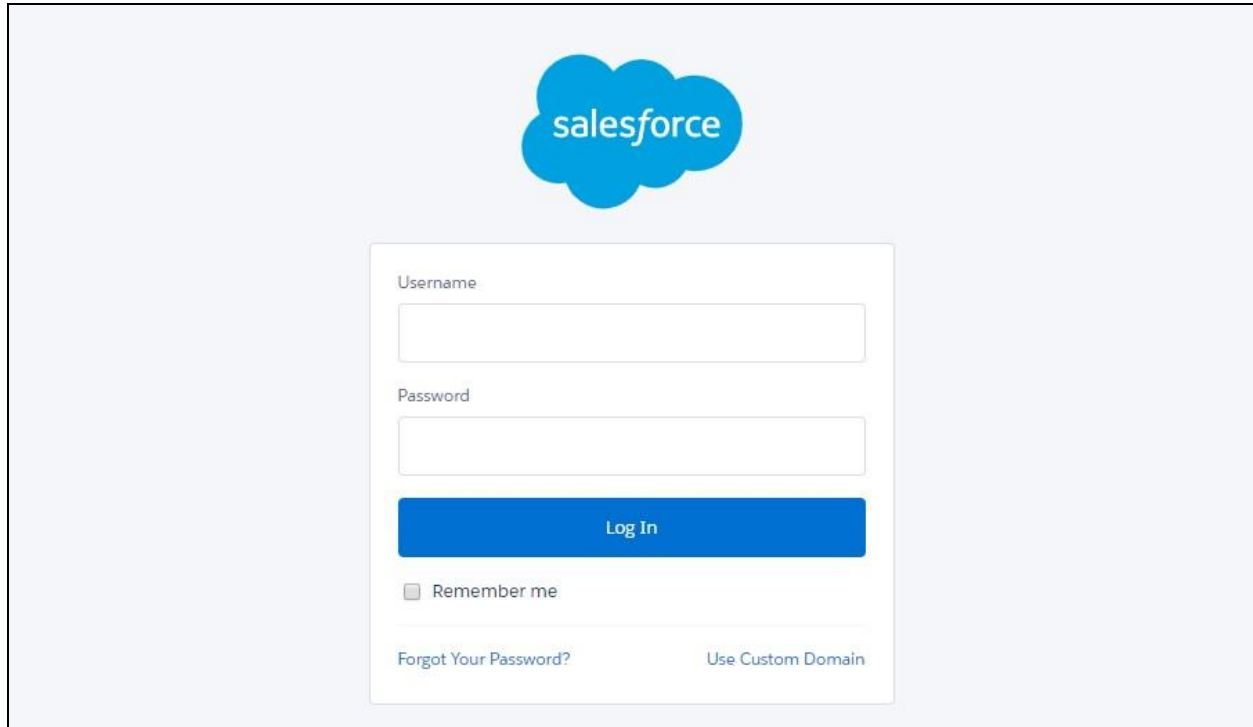 salesforce
Username
Password
Log In
Remember me
Forgot Your Password? Use Custom Domain